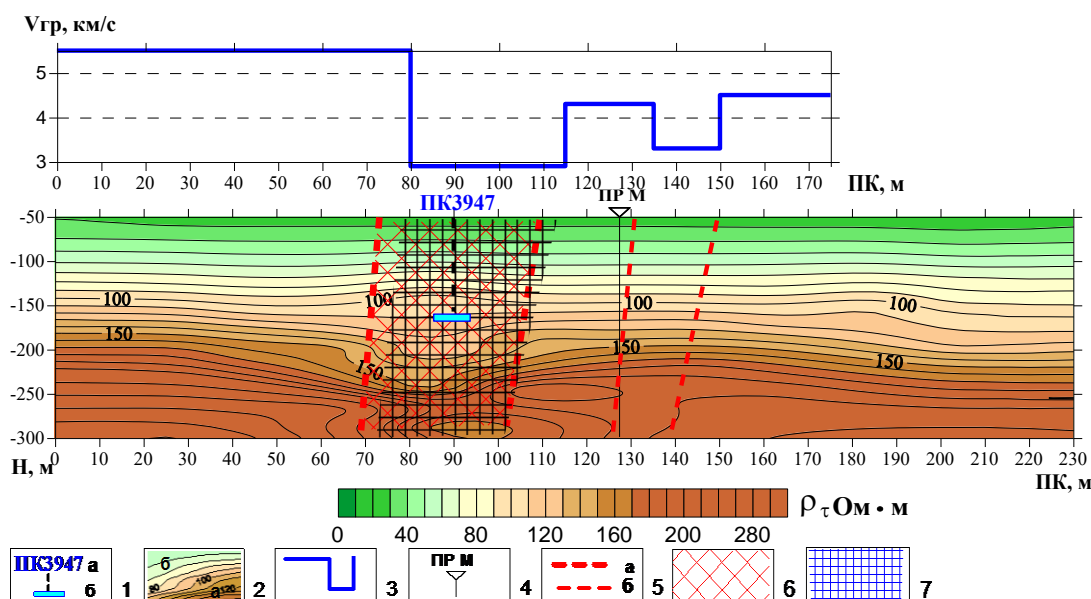 Vгр, км/с
5
4
3
0 10 20 30 40 50 60 70 80 90 100 110 120 130 140 150 160 170 ПК, м
ПК3947
ПР М
-50
-100
-150
-200
-250
-300
100 100 100 100
150 150 150 150
Н, м
0 10 20 30 40 50 60 70 80 90 100 110 120 130 140 150 160 170 180 190 200 210 220 230
ПК, м
0 40 80 120 160 200 280
ρτ Ом • м
ПК3947 а
б
1
б
80 100
а 120
2
3
ПР М
4
а
б
5
6
7